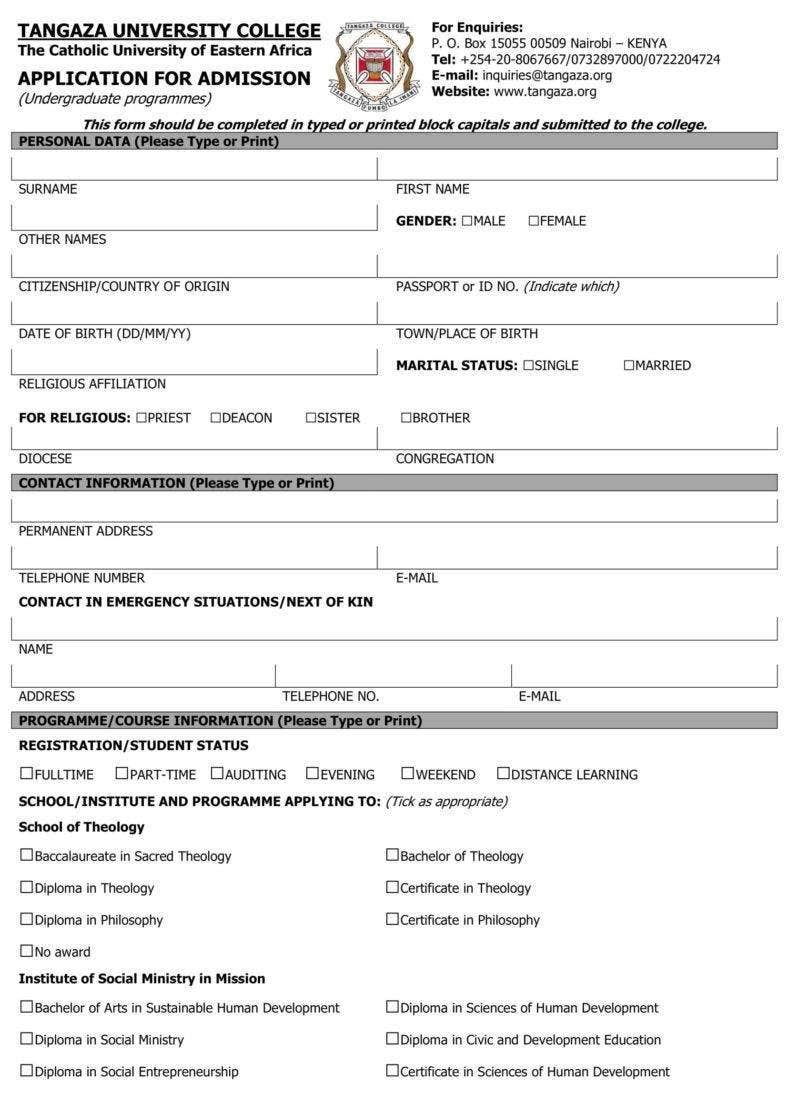 TANGAZA UNIVERSITY COLLEGE
The Catholic University of Eastern Africa
APPLICATION FOR ADMISSION
(Undergraduate programmes)
TANGAZA COLLEGE
TANGAZA FUMBO LA IMANI
For Enquiries:
P. O. Box 15055 00509 Nairobi – KENYA
Tel: +254-20-8067667/0732897000/0722204724
E-mail: inquiries@tangaza.org
Website: www.tangaza.org
This form should be completed in typed or printed block capitals and submitted to the college.
PERSONAL DATA (Please Type or Print)
SURNAME FIRST NAME
GENDER: ☐MALE ☐FEMALE
OTHER NAMES
CITIZENSHIP/COUNTRY OF ORIGIN PASSPORT or ID NO. (Indicate which)
DATE OF BIRTH (DD/MM/YY) TOWN/PLACE OF BIRTH
MARITAL STATUS: ☐SINGLE ☐MARRIED
RELIGIOUS AFFILIATION
FOR RELIGIOUS: ☐PRIEST ☐DEACON ☐SISTER ☐BROTHER
DIOCESE CONGREGATION
CONTACT INFORMATION (Please Type or Print)
PERMANENT ADDRESS
TELEPHONE NUMBER E-MAIL
CONTACT IN EMERGENCY SITUATIONS/NEXT OF KIN
NAME
ADDRESS TELEPHONE NO. E-MAIL
PROGRAMME/COURSE INFORMATION (Please Type or Print)
REGISTRATION/STUDENT STATUS
☐FULLTIME ☐PART-TIME ☐AUDITING ☐EVENING ☐WEEKEND ☐DISTANCE LEARNING
SCHOOL/INSTITUTE AND PROGRAMME APPLYING TO: (Tick as appropriate)
School of Theology
☐Baccalaureate in Sacred Theology ☐Bachelor of Theology
☐Diploma in Theology ☐Certificate in Theology
☐Diploma in Philosophy ☐Certificate in Philosophy
☐No award
Institute of Social Ministry in Mission
☐Bachelor of Arts in Sustainable Human Development ☐Diploma in Sciences of Human Development
☐Diploma in Social Ministry ☐Diploma in Civic and Development Education
☐Diploma in Social Entrepreneurship ☐Certificate in Sciences of Human Development